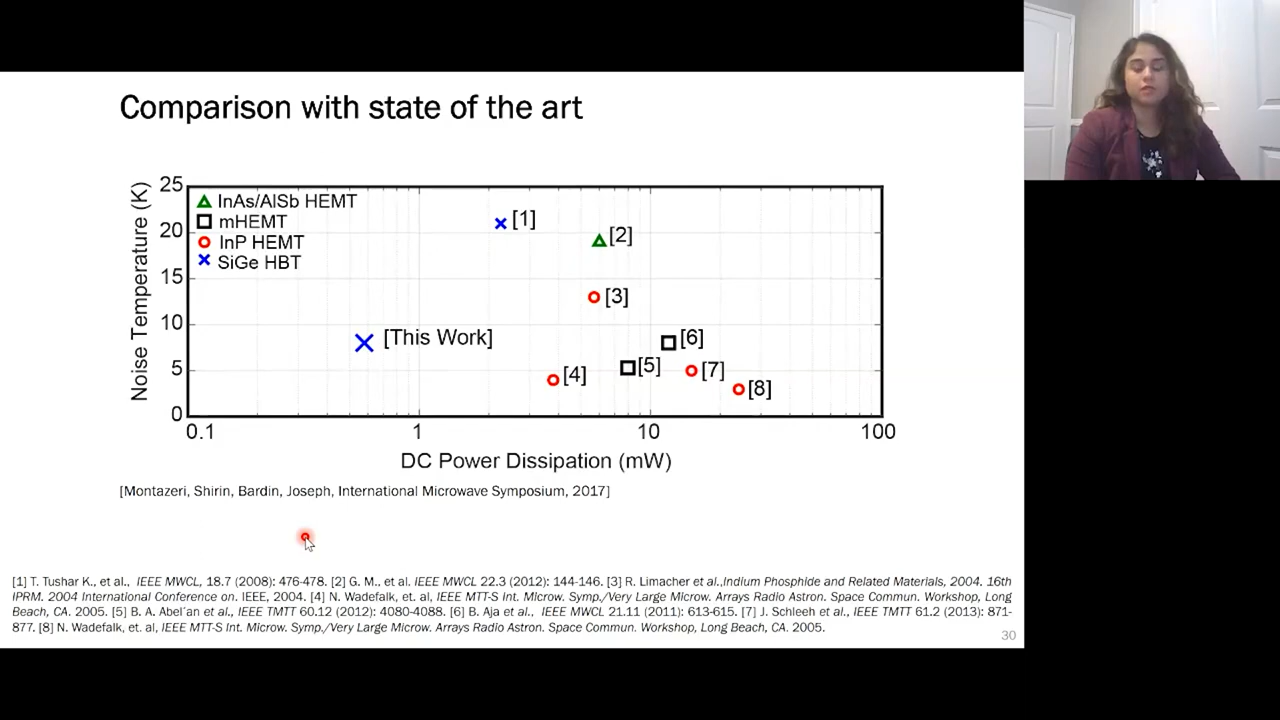 Comparison with state of the art
25
20
15
10
5
0
Noise Temperature (K)
InAs/AlSb HEMT
mHEMT
InP HEMT
SiGe HBT
[1]
[2]
[3]
[This Work]
[6]
[4]
[5]
[7]
[8]
0.1
1
10
100
DC Power Dissipation (mW)
[Montazeri, Shirin, Bardin, Joseph, International Microwave Symposium, 2017]
[1] T. Tushar K., et al., IEEE MWCL, 18.7 (2008): 476-478. [2] G. M., et al. IEEE MWCL 22.3 (2012): 144-146. [3] R. Limacher et al.,Indium Phosphide and Related Materials, 2004. 16th
IPRM. 2004 International Conference on. IEEE, 2004. [4] N. Wadefalk, et. al, IEEE MTT-S Int. Microw. Symp./Very Large Microw. Arrays Radio Astron. Space Commun. Workshop, Long
Beach, CA. 2005. [5] B. A. Abel´an et al., IEEE TMTT 60.12 (2012): 4080-4088. [6] B. Aja et al., IEEE MWCL 21.11 (2011): 613-615. [7] J. Schleeh et al., IEEE TMTT 61.2 (2013): 871-
877. [8] N. Wadefalk, et. al, IEEE MTT-S Int. Microw. Symp./Very Large Microw. Arrays Radio Astron. Space Commun. Workshop, Long Beach, CA. 2005.
30